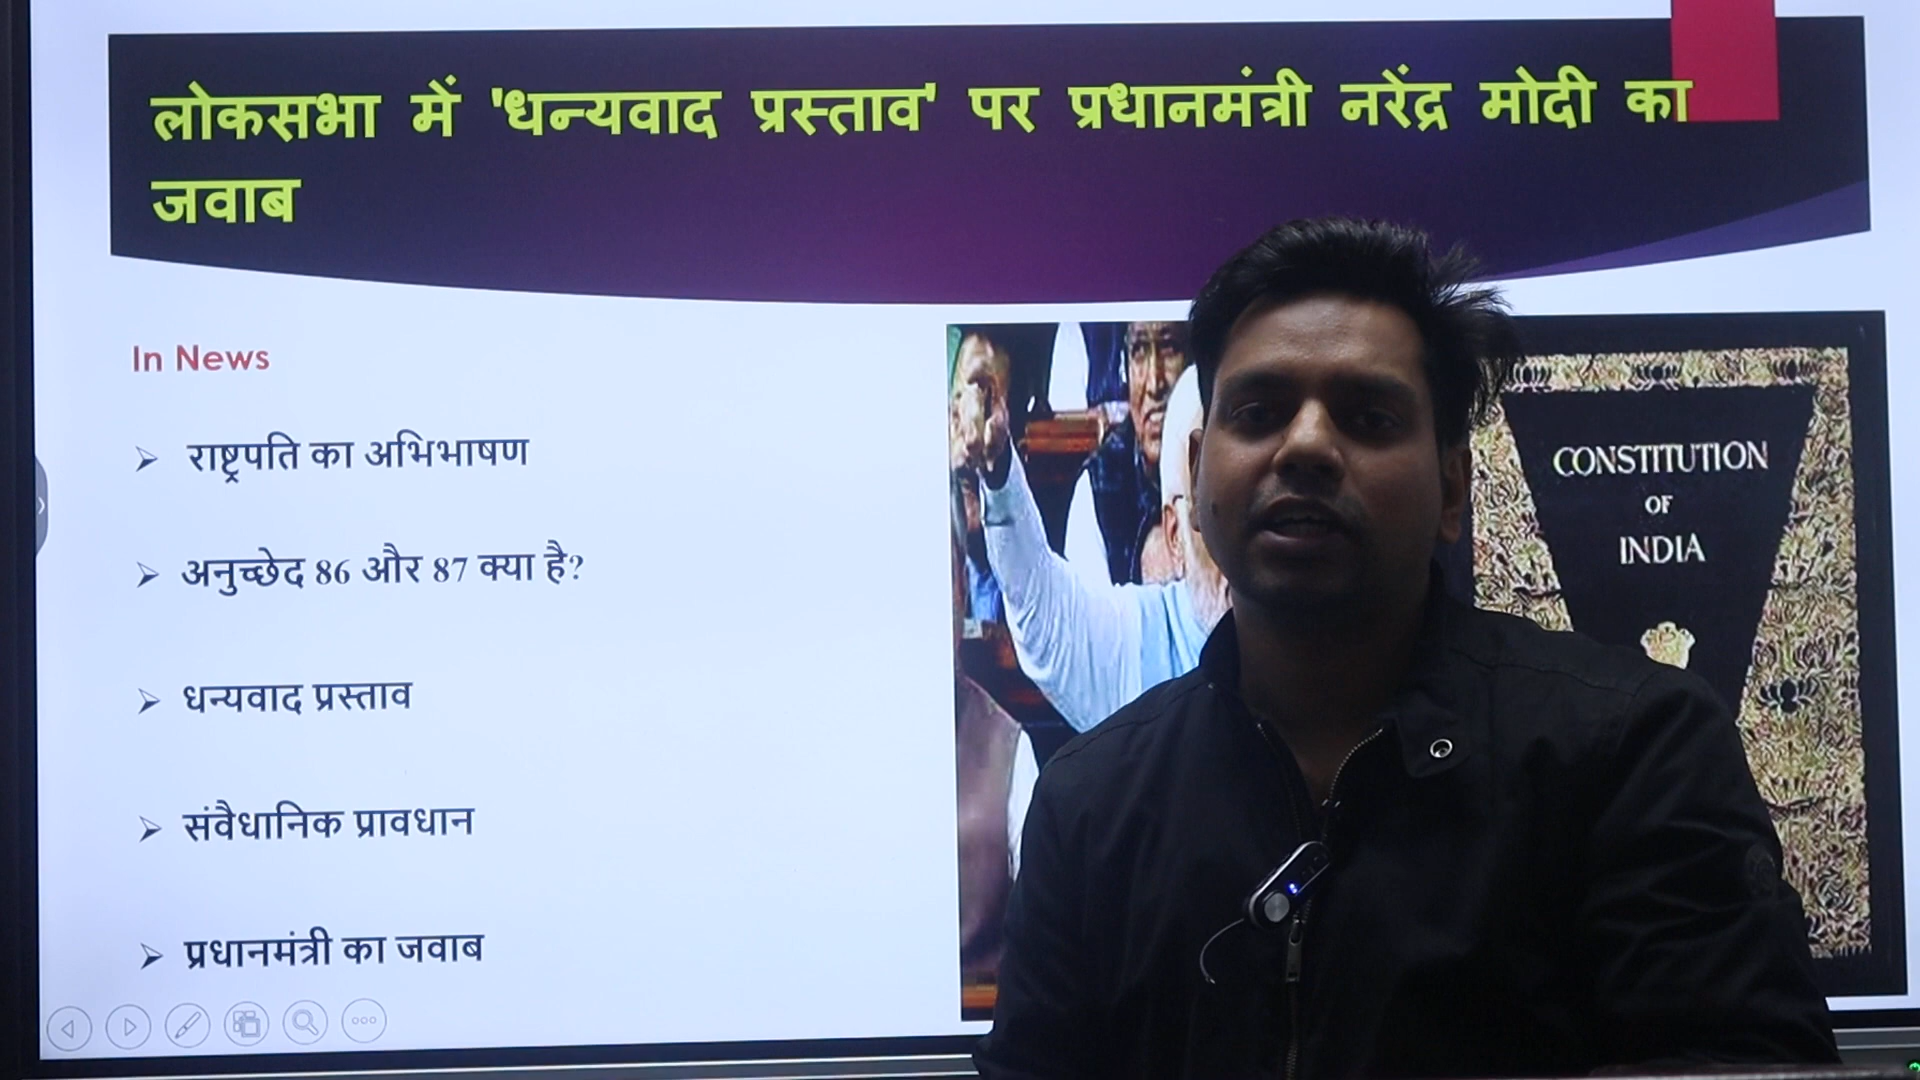 लोकसभा में 'धन्यवाद प्रस्ताव' पर प्रधानमंत्री नरेंद्र मोदी का
जवाब
In News
राष्ट्रपति का अभिभाषण
अनुच्छेद 86 और 87 क्या है?
धन्यवाद प्रस्ताव
संवैधानिक प्रावधान
प्रधानमंत्री का जवाब
CONSTITUTION
OF
INDIA